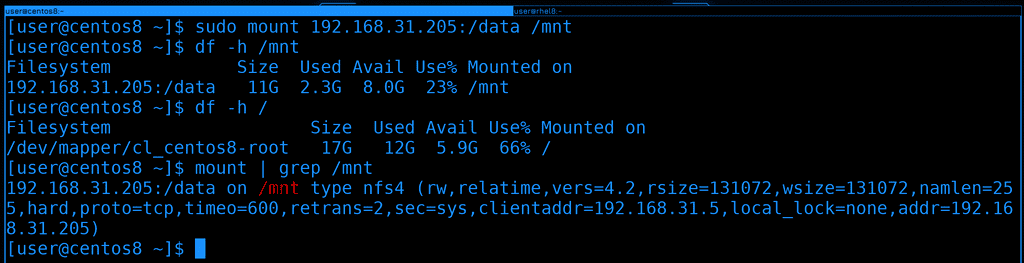 user@centos8:~ user@rhel8:~
[user@centos8 ~]$ sudo mount 192.168.31.205:/data /mnt
[user@centos8 ~]$ df -h /mnt
Filesystem            Size  Used Avail Use% Mounted on
192.168.31.205:/data   11G  2.3G  8.0G  23% /mnt
[user@centos8 ~]$ df -h /
Filesystem                   Size  Used Avail Use% Mounted on
/dev/mapper/cl_centos8-root   17G   12G  5.9G  66% /
[user@centos8 ~]$ mount | grep /mnt
192.168.31.205:/data on /mnt type nfs4 (rw,relatime,vers=4.2,rsize=131072,wsize=131072,namlen=25
5,hard,proto=tcp,timeo=600,retrans=2,sec=sys,clientaddr=192.168.31.5,local_lock=none,addr=192.16
8.31.205)
[user@centos8 ~]$